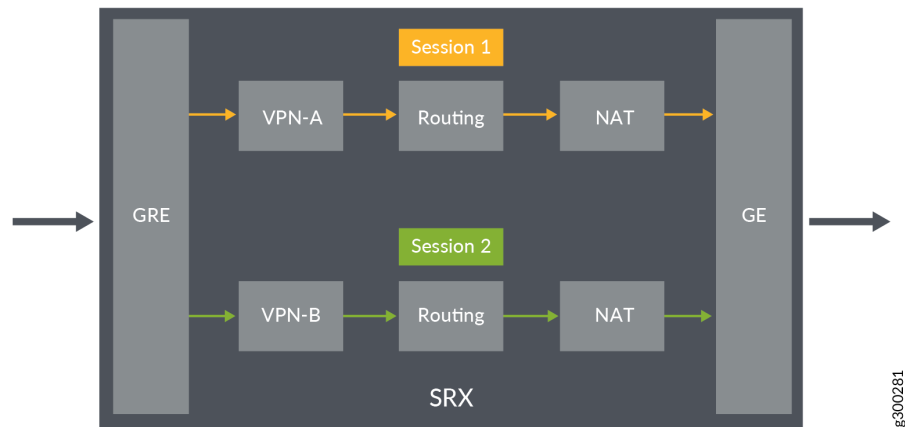 Session 1
VPN-A
Routing
NAT
GRE
GE
Session 2
VPN-B
Routing
NAT
SRX
g300281